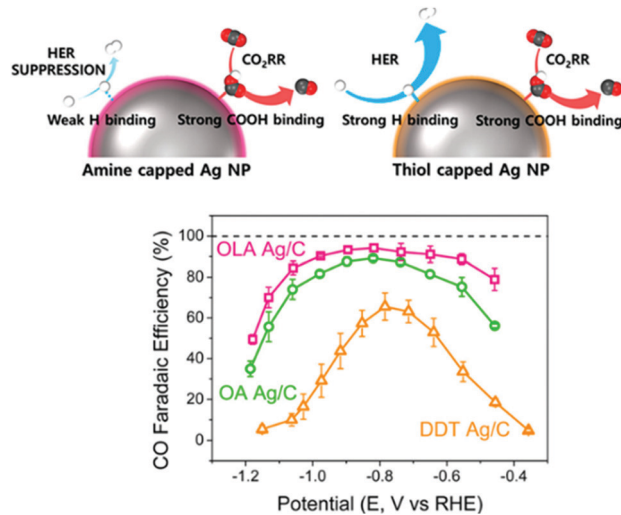 HER
SUPPRESSION
CO₂RR
Weak H binding
Strong COOH binding
Amine capped Ag NP
HER
CO₂RR
Strong H binding
Strong COOH binding
Thiol capped Ag NP
CO Faradaic Efficiency (%)
100
80
60
40
20
0
OLA Ag/C
OA Ag/C
DDT Ag/C
-1.2
-1.0
-0.8
-0.6
-0.4
Potential (E, V vs RHE)